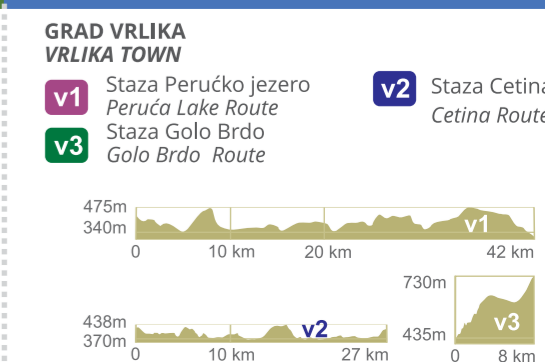 GRAD VRLIKA
VRLIKA TOWN
v1 Staza Perućko jezero
Peruća Lake Route
v2 Staza Cetina
Cetina Route
v3 Staza Golo Brdo
Golo Brdo Route
475m
340m
v1
0 10 km 20 km 42 km
438m
370m
v2
0 10 km 27 km
730m
435m
v3
0 8 km